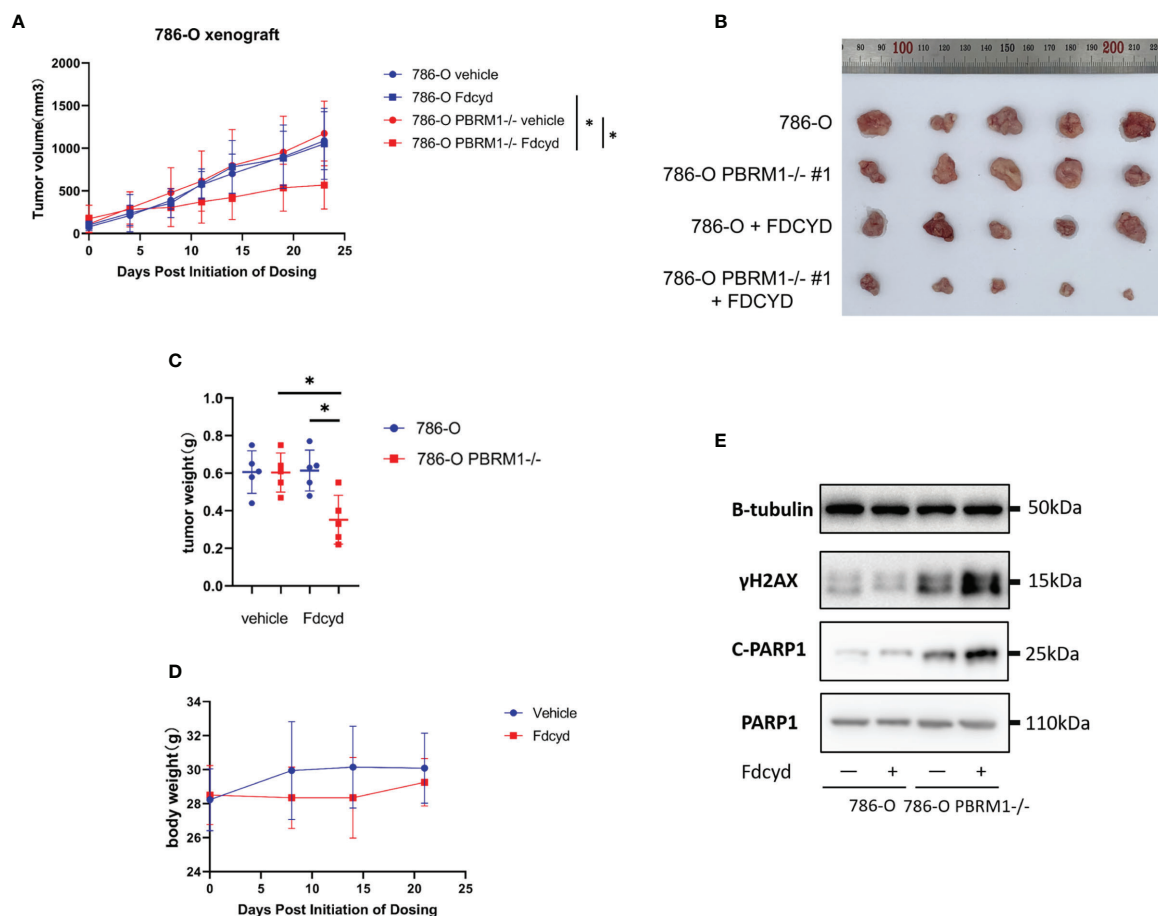 A
786-O xenograft
Tumor volume(mm3)
2000
1500
1000
500
0
0 5 10 15 20 25
Days Post Initiation of Dosing
786-O vehicle
786-O Fdcyd
786-O PBRM1-/- vehicle
786-O PBRM1-/- Fdcyd
*
*
B
80 90 100 110 120 130 140 150 160 170 180 190 200 210
786-O
786-O PBRM1-/- #1
786-O + FDCYD
786-O PBRM1-/- #1
+ FDCYD
C
*
*
tumor weight(g)
1.0
0.8
0.6
0.4
0.2
0.0
vehicle Fdcyd
786-O
786-O PBRM1-/-
D
body weight(g)
34
32
30
28
26
24
0 5 10 15 20 25
Days Post Initiation of Dosing
Vehicle
Fdcyd
E
B-tubulin 50kDa
γH2AX 15kDa
C-PARP1 25kDa
PARP1 110kDa
Fdcyd — + — +
786-O 786-O PBRM1-/-